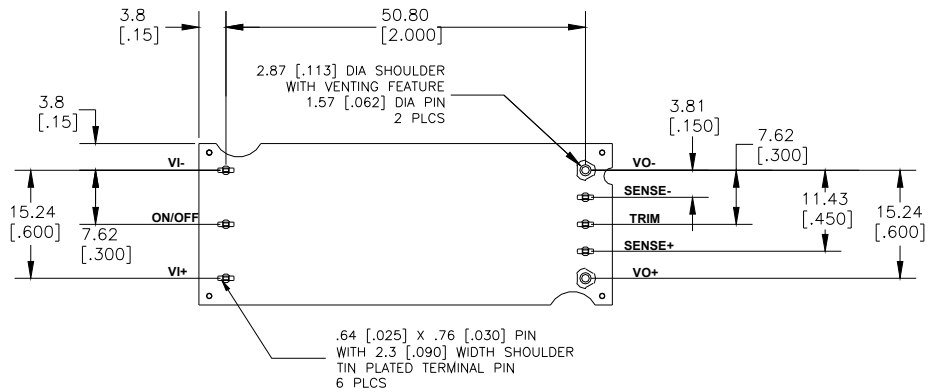 3.8
[.15]
50.80
[2.000]
2.87 [.113] DIA SHOULDER
WITH VENTING FEATURE
1.57 [.062] DIA PIN
2 PLCS
3.8
[.15]
3.81
[.150]
7.62
[.300]
VI-
VO-
SENSE-
ON/OFF
TRIM
SENSE+
VI+
VO+
15.24
[.600]
7.62
[.300]
11.43
[.450]
15.24
[.600]
.64 [.025] X .76 [.030] PIN
WITH 2.3 [.090] WIDTH SHOULDER
TIN PLATED TERMINAL PIN
6 PLCS